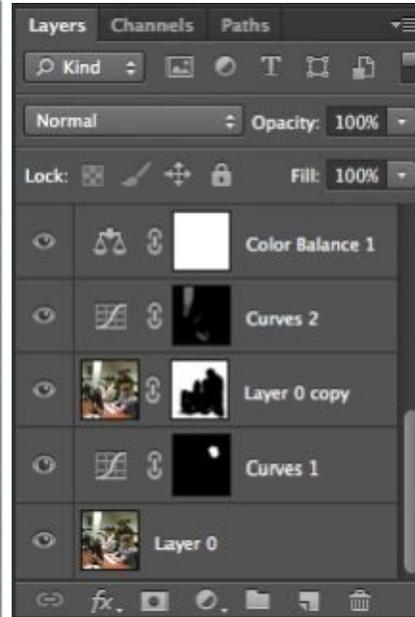 Layers Channels Paths
Kind T
Normal Opacity: 100%
Lock: Fill: 100%
Color Balance 1
Curves 2
Layer 0 copy
Curves 1
Layer 0
fx.